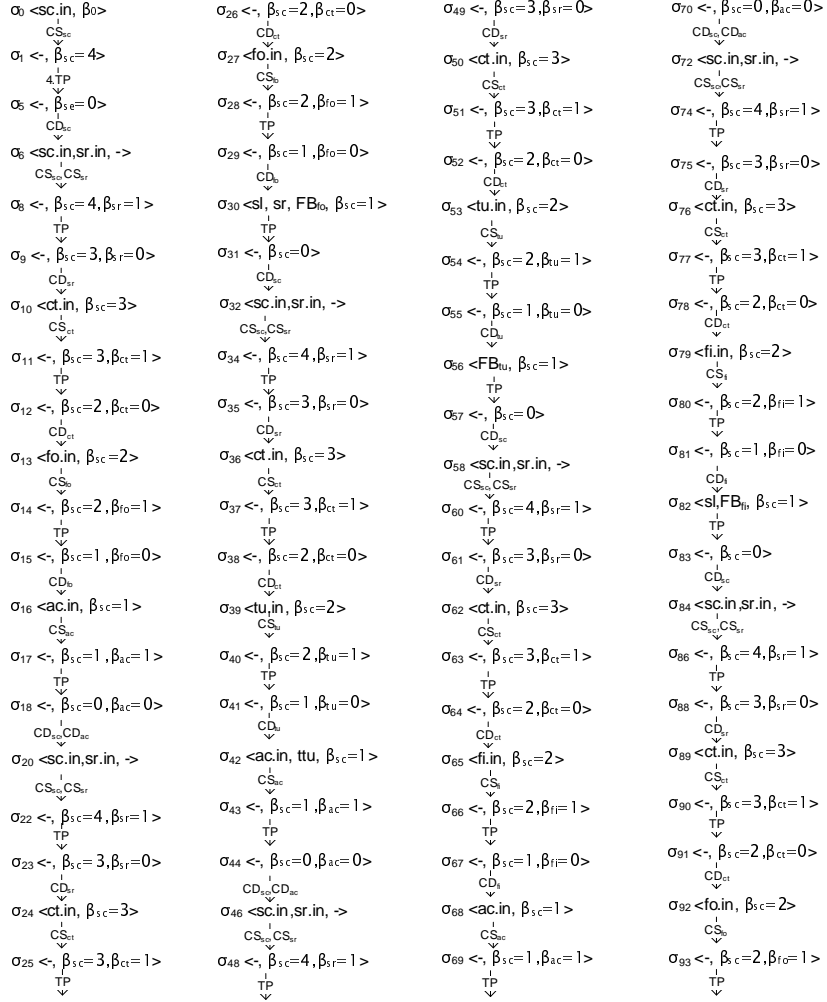 σ0 <sc.in, β0>
CSsc
σ1 <-, βsc=4>
4.TP
σ5 <-, βse=0>
CDsc
σ6 <sc.in,sr.in, ->
CSsc,CSsr
σ8 <-, βsc=4,βsr=1>
TP
σ9 <-, βsc=3,βsr=0>
CDsr
σ10 <ct.in, βsc=3>
CSct
σ11 <-, βsc=3,βct=1>
TP
σ12 <-, βsc=2,βct=0>
CDct
σ13 <fo.in, βsc=2>
CSfo
σ14 <-, βsc=2,βfo=1>
TP
σ15 <-, βsc=1,βfo=0>
CDfo
σ16 <ac.in, βsc=1>
CSac
σ17 <-, βsc=1,βac=1>
TP
σ18 <-, βsc=0,βac=0>
CDsc,CDac
σ20 <sc.in,sr.in, ->
CSsc,CSsr
σ22 <-, βsc=4,βsr=1>
TP
σ23 <-, βsc=3,βsr=0>
CDsr
σ24 <ct.in, βsc=3>
CSct
σ25 <-, βsc=3,βct=1>
TP
σ26 <-, βsc=2,βct=0>
CDct
σ27 <fo.in, βsc=2>
CSfo
σ28 <-, βsc=2,βfo=1>
TP
σ29 <-, βsc=1,βfo=0>
CDfo
σ30 <sl, sr, FBfo, βsc=1>
TP
σ31 <-, βsc=0>
CDsc
σ32 <sc.in,sr.in, ->
CSsc,CSsr
σ34 <-, βsc=4,βsr=1>
TP
σ35 <-, βsc=3,βsr=0>
CDsr
σ36 <ct.in, βsc=3>
CSct
σ37 <-, βsc=3,βct=1>
TP
σ38 <-, βsc=2,βct=0>
CDct
σ39 <tu.in, βsc=2>
CStu
σ40 <-, βsc=2,βtu=1>
TP
σ41 <-, βsc=1,βtu=0>
CDtu
σ42 <ac.in, ttu, βsc=1>
CSac
σ43 <-, βsc=1,βac=1>
TP
σ44 <-, βsc=0,βac=0>
CDsc,CDac
σ46 <sc.in,sr.in, ->
CSsc,CSsr
σ48 <-, βsc=4,βsr=1>
TP
σ49 <-, βsc=3,βsr=0>
CDsr
σ50 <ct.in, βsc=3>
CSct
σ51 <-, βsc=3,βct=1>
TP
σ52 <-, βsc=2,βct=0>
CDct
σ53 <tu.in, βsc=2>
CStu
σ54 <-, βsc=2,βtu=1>
TP
σ55 <-, βsc=1,βtu=0>
CDtu
σ56 <FBtu, βsc=1>
TP
σ57 <-, βsc=0>
CDsc
σ58 <sc.in,sr.in, ->
CSsc,CSsr
σ60 <-, βsc=4,βsr=1>
TP
σ61 <-, βsc=3,βsr=0>
CDsr
σ62 <ct.in, βsc=3>
CSct
σ63 <-, βsc=3,βct=1>
TP
σ64 <-, βsc=2,βct=0>
CDct
σ65 <fi.in, βsc=2>
CSfi
σ66 <-, βsc=2,βfi=1>
TP
σ67 <-, βsc=1,βfi=0>
CDfi
σ68 <ac.in, βsc=1>
CSac
σ69 <-, βsc=1,βac=1>
TP
σ70 <-, βsc=0,βac=0>
CDsc,CDac
σ72 <sc.in,sr.in, ->
CSsc,CSsr
σ74 <-, βsc=4,βsr=1>
TP
σ75 <-, βsc=3,βsr=0>
CDsr
σ76 <ct.in, βsc=3>
CSct
σ77 <-, βsc=3,βct=1>
TP
σ78 <-, βsc=2,βct=0>
CDct
σ79 <fi.in, βsc=2>
CSfi
σ80 <-, βsc=2,βfi=1>
TP
σ81 <-, βsc=1,βfi=0>
CDfi
σ82 <sl,FBfi, βsc=1>
TP
σ83 <-, βsc=0>
CDsc
σ84 <sc.in,sr.in, ->
CSsc,CSsr
σ86 <-, βsc=4,βsr=1>
TP
σ88 <-, βsc=3,βsr=0>
CDsr
σ89 <ct.in, βsc=3>
CSct
σ90 <-, βsc=3,βct=1>
TP
σ91 <-, βsc=2,βct=0>
CDct
σ92 <fo.in, βsc=2>
CSfo
σ93 <-, βsc=2,βfo=1>
TP